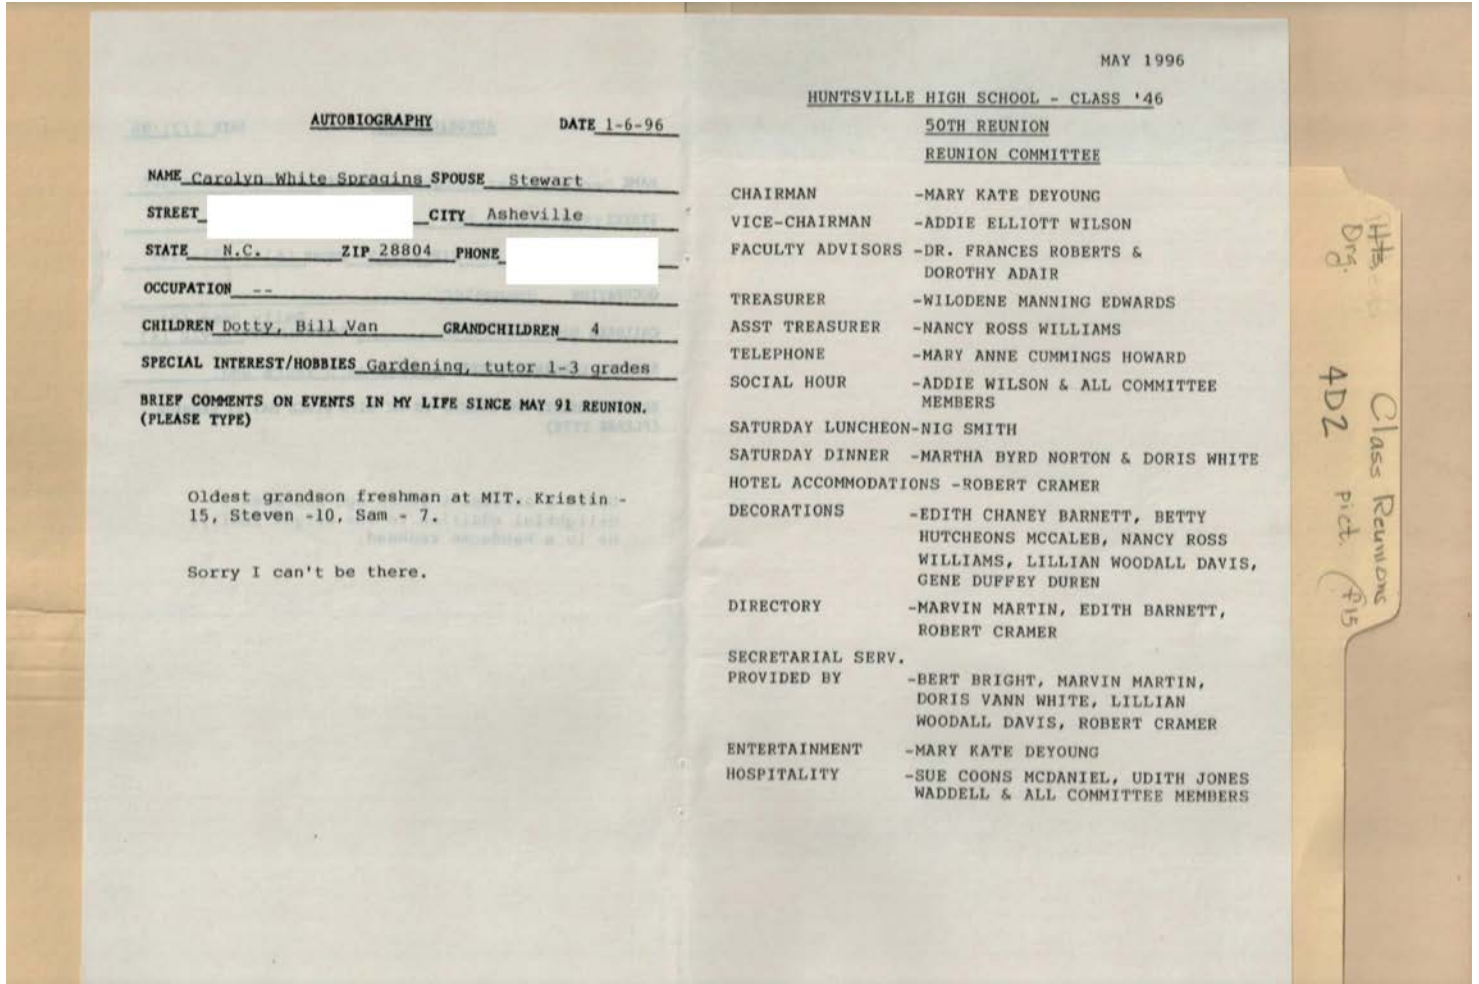 AUTOBIOGRAPHY DATE 1-6-96
NAME Carolyn White Spragins SPOUSE Stewart
STREET CITY Asheville
STATE N.C. ZIP 28804 PHONE
OCCUPATION --
CHILDREN Dotty, Bill Van GRANDCHILDREN 4
SPECIAL INTEREST/HOBBIES Gardening, tutor 1-3 grades
BRIEF COMMENTS ON EVENTS IN MY LIFE SINCE MAY 91 REUNION.
(PLEASE TYPE)
Oldest grandson freshman at MIT. Kristin -
15, Steven -10, Sam - 7.
Sorry I can't be there.
MAY 1996
HUNTSVILLE HIGH SCHOOL - CLASS '46
50TH REUNION
REUNION COMMITTEE
CHAIRMAN -MARY KATE DEYOUNG
VICE-CHAIRMAN -ADDIE ELLIOTT WILSON
FACULTY ADVISORS -DR. FRANCES ROBERTS &
DOROTHY ADAIR
TREASURER -WILODENE MANNING EDWARDS
ASST TREASURER -NANCY ROSS WILLIAMS
TELEPHONE -MARY ANNE CUMMINGS HOWARD
SOCIAL HOUR -ADDIE WILSON & ALL COMMITTEE
MEMBERS
SATURDAY LUNCHEON-NIG SMITH
SATURDAY DINNER -MARTHA BYRD NORTON & DORIS WHITE
HOTEL ACCOMMODATIONS -ROBERT CRAMER
DECORATIONS -EDITH CHANEY BARNETT, BETTY
HUTCHEONS MCCALEB, NANCY ROSS
WILLIAMS, LILLIAN WOODALL DAVIS,
GENE DUFFEY DUREN
DIRECTORY -MARVIN MARTIN, EDITH BARNETT,
ROBERT CRAMER
SECRETARIAL SERV.
PROVIDED BY -BERT BRIGHT, MARVIN MARTIN,
DORIS VANN WHITE, LILLIAN
WOODALL DAVIS, ROBERT CRAMER
ENTERTAINMENT -MARY KATE DEYOUNG
HOSPITALITY -SUE COONS MCDANIEL, UDITH JONES
WADDELL & ALL COMMITTEE MEMBERS
Class Reunions
Org.
4D2 pict.